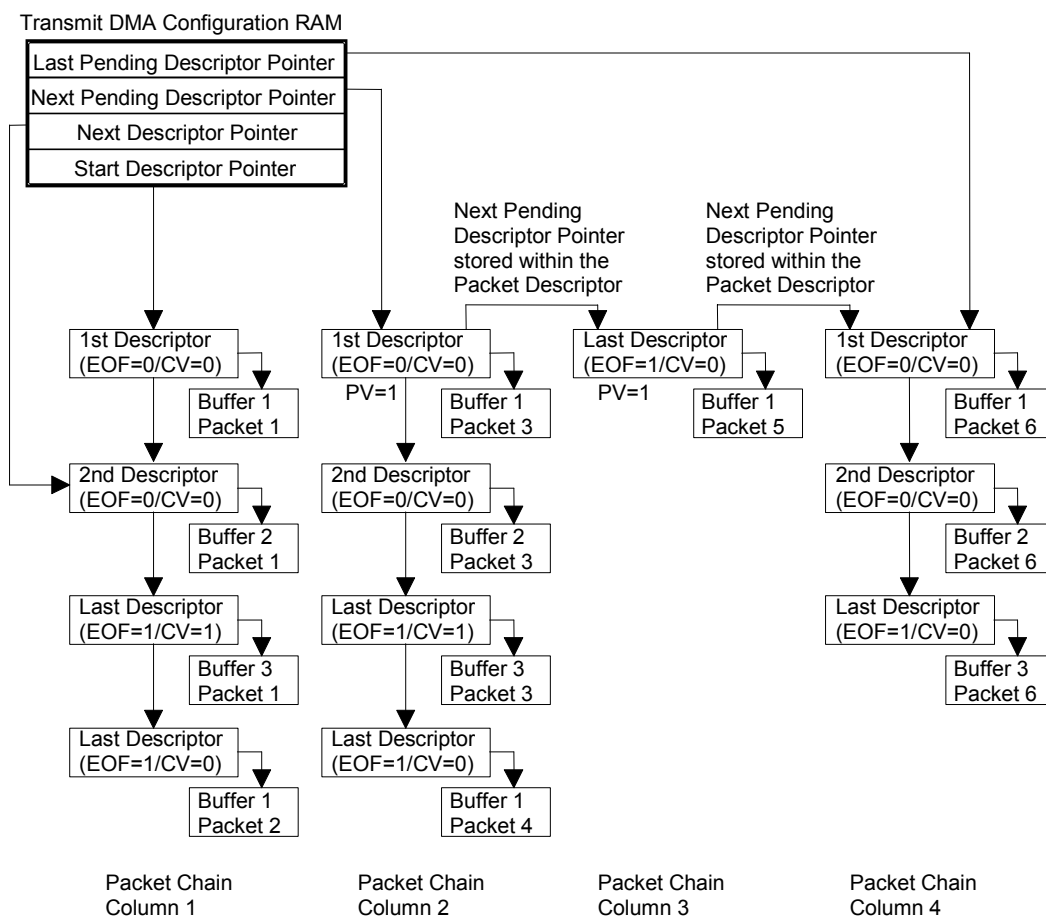 Transmit DMA Configuration RAM
Last Pending Descriptor Pointer
Next Pending Descriptor Pointer
Next Descriptor Pointer
Start Descriptor Pointer
Next Pending
Descriptor Pointer
stored within the
Packet Descriptor
Next Pending
Descriptor Pointer
stored within the
Packet Descriptor
1st Descriptor
(EOF=0/CV=0)
Buffer 1
Packet 1
2nd Descriptor
(EOF=0/CV=0)
Buffer 2
Packet 1
Last Descriptor
(EOF=1/CV=1)
Buffer 3
Packet 1
Last Descriptor
(EOF=1/CV=0)
Buffer 1
Packet 2
Packet Chain
Column 1
1st Descriptor
(EOF=0/CV=0)
PV=1
Buffer 1
Packet 3
2nd Descriptor
(EOF=0/CV=0)
Buffer 2
Packet 3
Last Descriptor
(EOF=1/CV=1)
Buffer 3
Packet 3
Last Descriptor
(EOF=1/CV=0)
Buffer 1
Packet 4
Packet Chain
Column 2
Last Descriptor
(EOF=1/CV=0)
PV=1
Buffer 1
Packet 5
Packet Chain
Column 3
1st Descriptor
(EOF=0/CV=0)
Buffer 1
Packet 6
2nd Descriptor
(EOF=0/CV=0)
Buffer 2
Packet 6
Last Descriptor
(EOF=1/CV=0)
Buffer 3
Packet 6
Packet Chain
Column 4